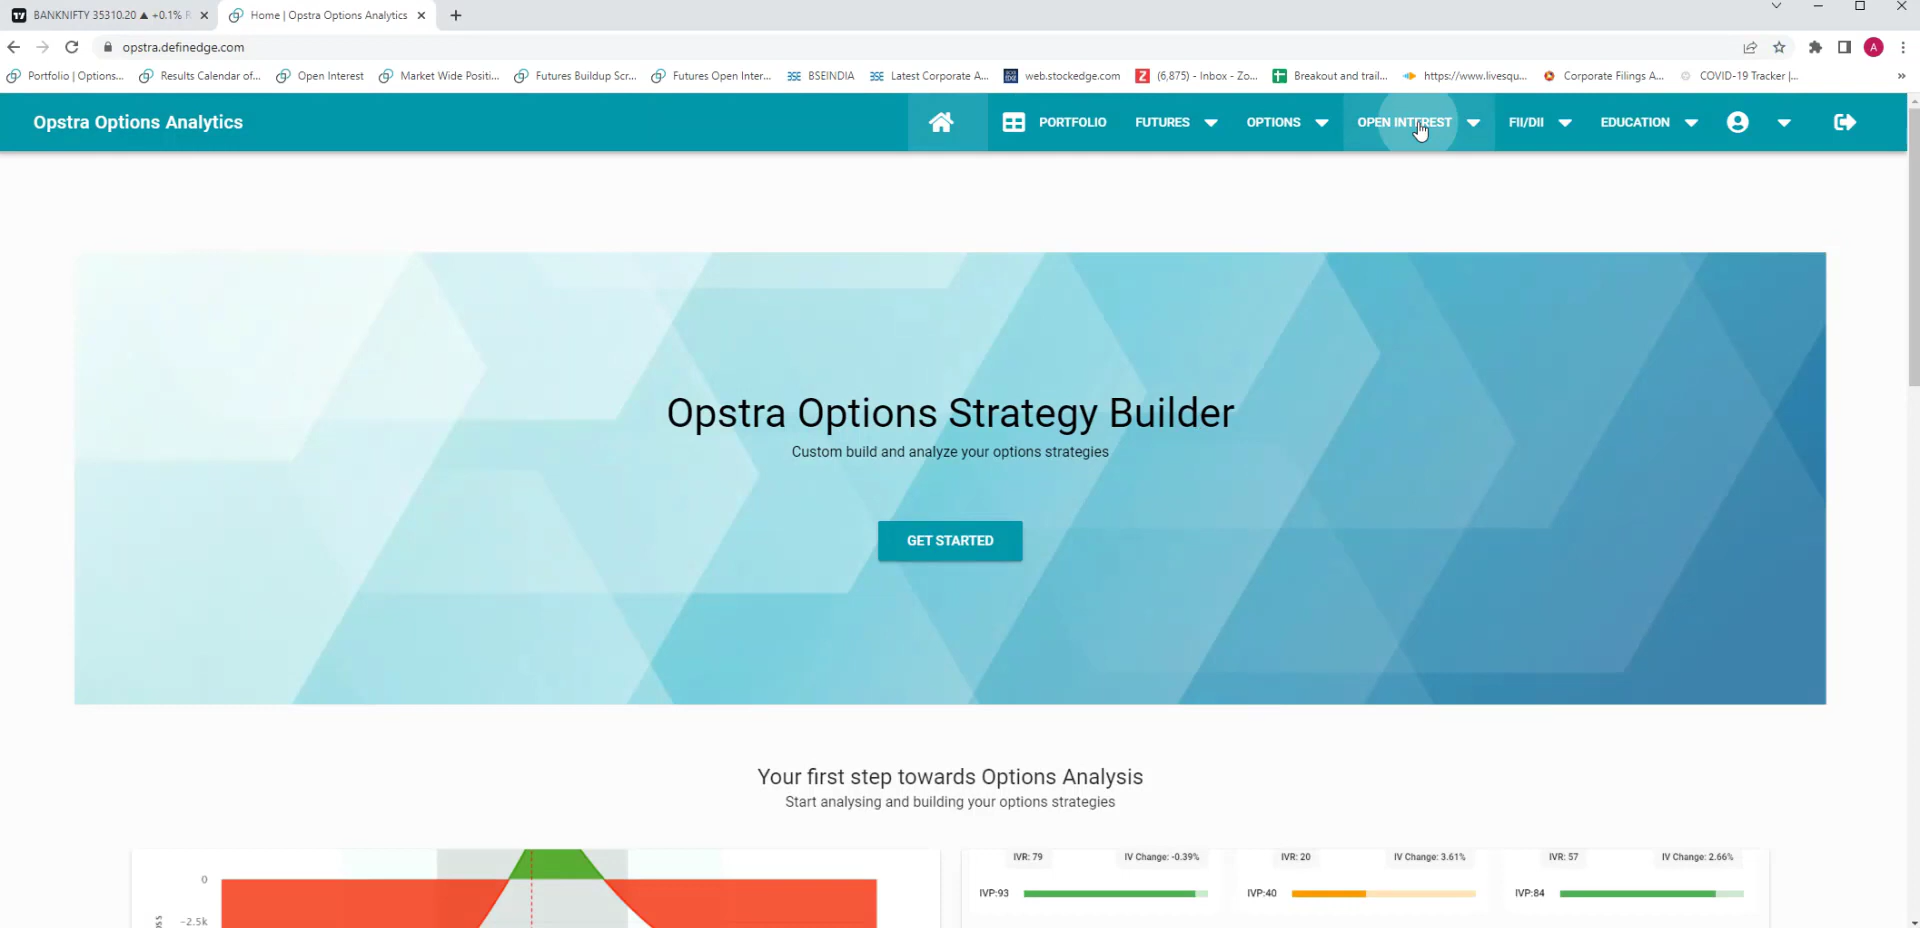 BANKNIFTY 35310.20 ▲ +0.1%
Home | Opstra Options Analytics
opstra.definedge.com
A
Portfolio | Options...
Results Calendar of...
Open Interest
Market Wide Positi...
Futures Buildup Scr...
Futures Open Inter...
BSEINDIA
Latest Corporate A...
web.stockedge.com
(6,875) - Inbox - Zo...
Breakout and trail...
https://www.livesqu...
Corporate Filings A...
COVID-19 Tracker |...
Opstra Options Analytics
PORTFOLIO
FUTURES
OPTIONS
OPEN INTEREST
FII/DII
EDUCATION
Opstra Options Strategy Builder
Custom build and analyze your options strategies
GET STARTED
Your first step towards Options Analysis
Start analysing and building your options strategies
0
-2.5k
IVR: 79
IV Change: -0.39%
IVR: 20
IV Change: 3.61%
IVR: 57
IV Change: 2.66%
IVP:93
IVP:40
IVP:84